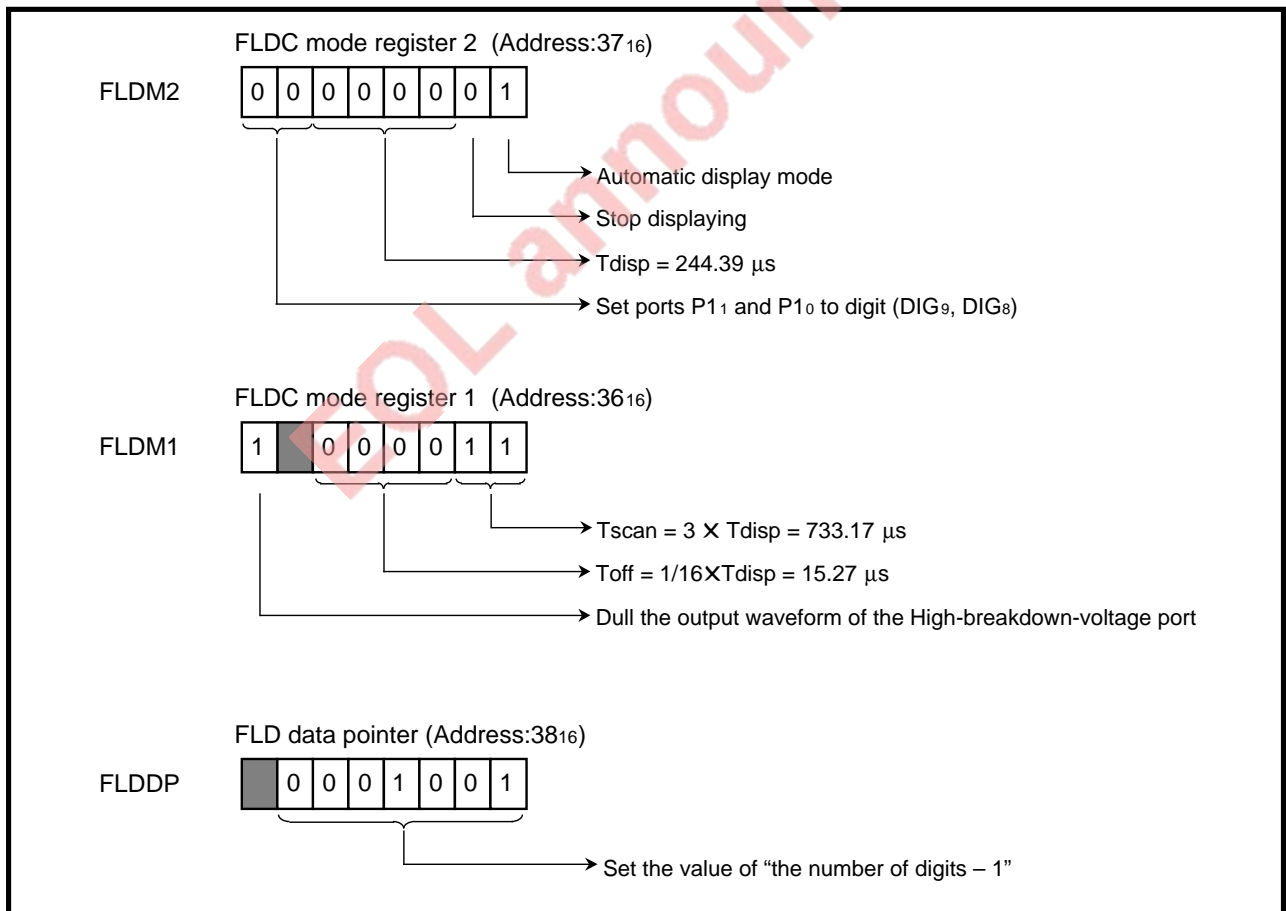 FLDC mode register 2 (Address:37₁₆)
FLDM2 0 0 0 0 0 0 0 1
Automatic display mode
Stop displaying
Tdisp = 244.39 μs
Set ports P1₁ and P1₀ to digit (DIG₉, DIG₈)
FLDC mode register 1 (Address:36₁₆)
FLDM1 1 0 0 0 0 1 1
Tscan = 3 × Tdisp = 733.17 μs
Toff = 1/16×Tdisp = 15.27 μs
Dull the output waveform of the High-breakdown-voltage port
FLD data pointer (Address:38₁₆)
FLDDP 0 0 0 1 0 0 1
Set the value of “the number of digits – 1”
EOL announ